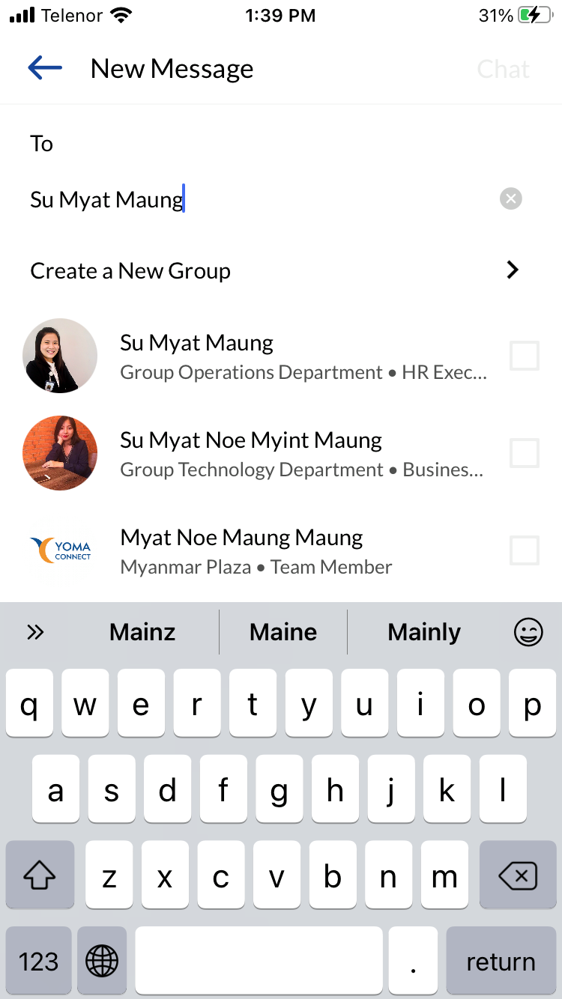 Telenor 1:39 PM 31%
New Message Chat
To
Su Myat Maung
Create a New Group
Su Myat Maung
Group Operations Department • HR Exec...
Su Myat Noe Myint Maung
Group Technology Department • Busines...
YOMA
CONNECT
Myat Noe Maung Maung
Myanmar Plaza • Team Member
Mainz Maine Mainly
q w e r t y u i o p
a s d f g h j k l
z x c v b n m
123 . return